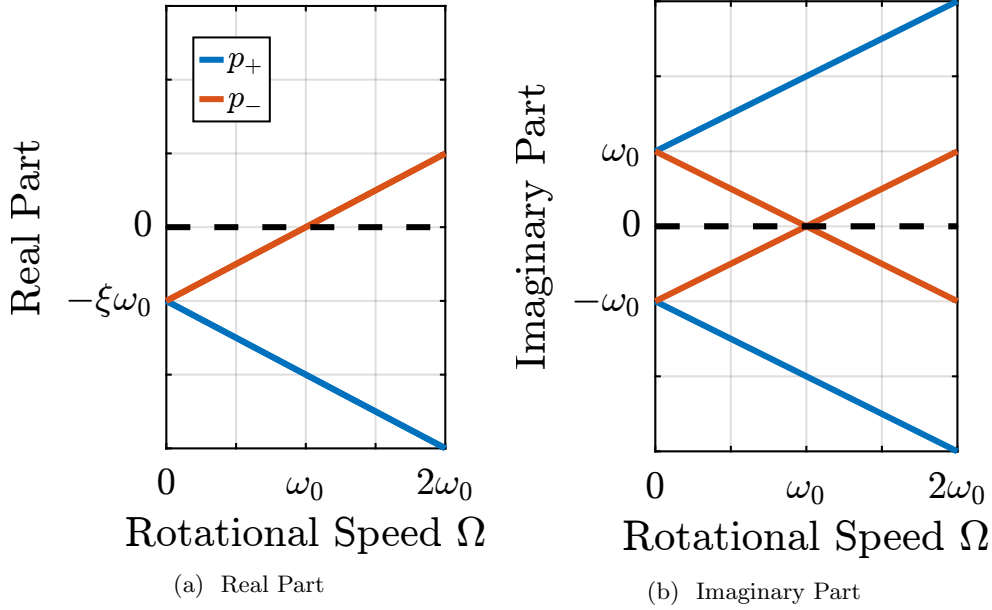 p₊
p₋
Real Part
0
−ξω₀
0
ω₀
2ω₀
Rotational Speed Ω
(a) Real Part
Imaginary Part
ω₀
0
−ω₀
0
ω₀
2ω₀
Rotational Speed Ω
(b) Imaginary Part